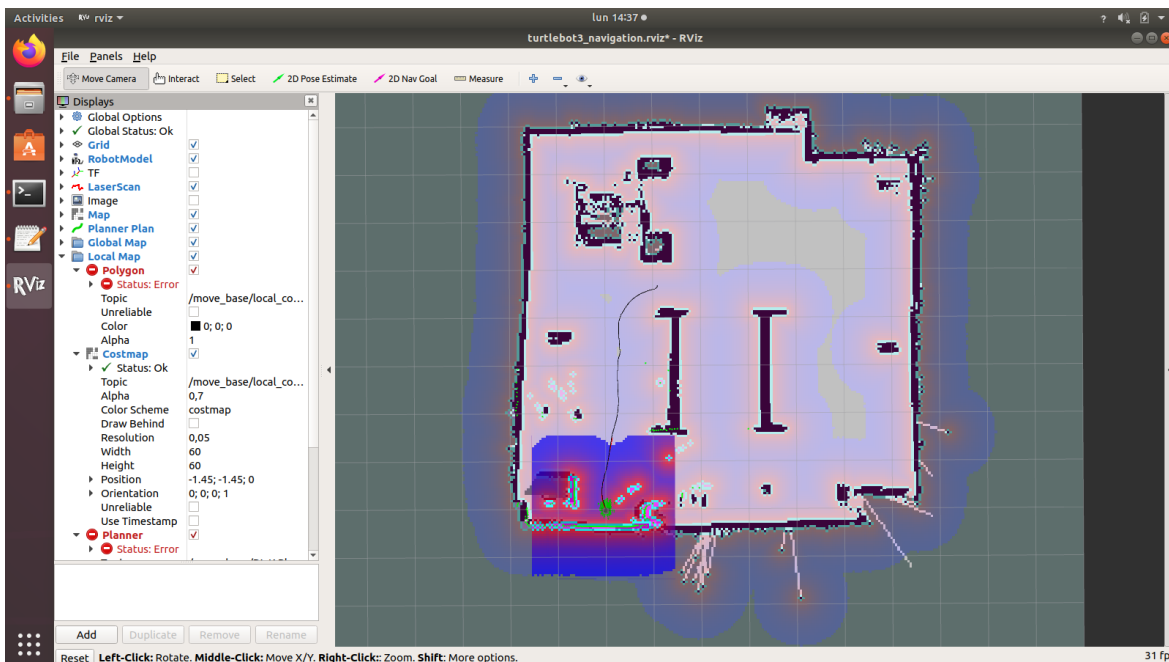 Activities RViz rviz lun 14:37 ?
turtlebot3_navigation.rviz* - RViz
File Panels Help
Move Camera Interact Select 2D Pose Estimate 2D Nav Goal Measure
Displays
Global Options
Global Status: Ok
Grid
RobotModel
TF
LaserScan
Image
Map
Planner Plan
Global Map
Local Map
Polygon
Status: Error
Topic /move_base/local_co...
Unreliable
Color 0; 0; 0
Alpha 1
Costmap
Status: Ok
Topic /move_base/local_co...
Alpha 0,7
Color Scheme costmap
Draw Behind
Resolution 0,05
Width 60
Height 60
Position -1.45; -1.45; 0
Orientation 0; 0; 0; 1
Unreliable
Use Timestamp
Planner
Status: Error
RViz
Add Duplicate Remove Rename
Reset Left-Click: Rotate. Middle-Click: Move X/Y. Right-Click:: Zoom. Shift: More options. 31 fp